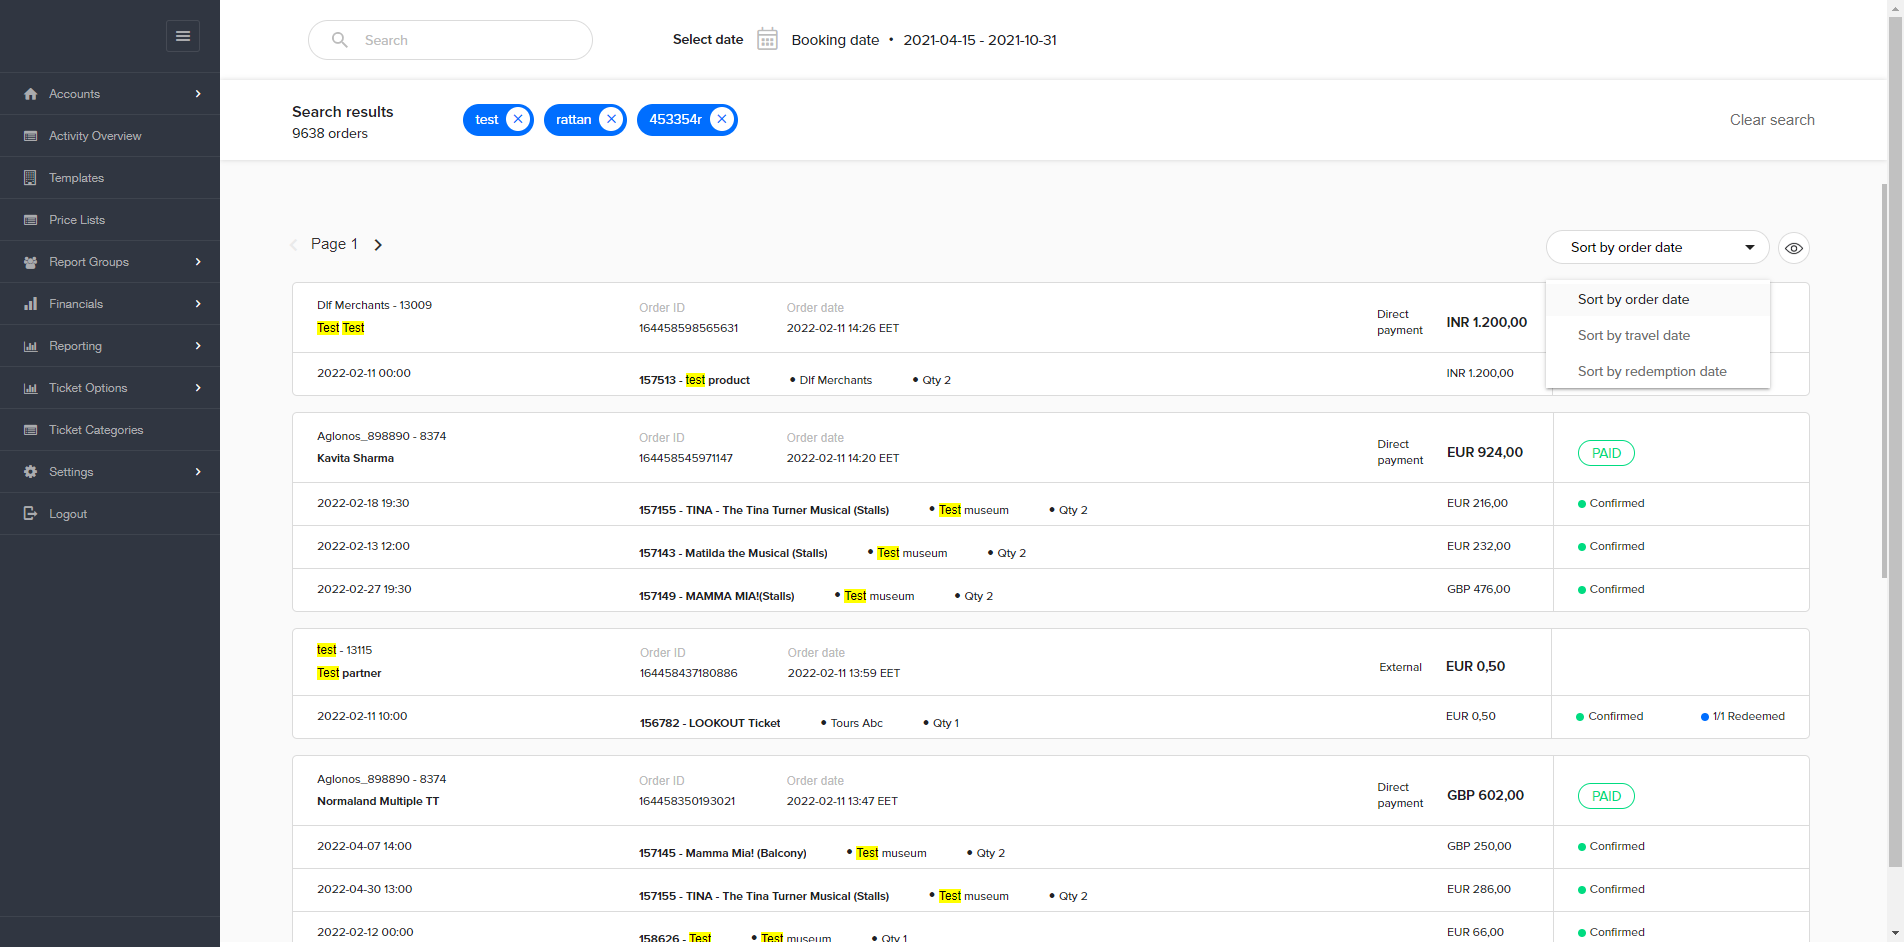 Search
Select date
Booking date • 2021-04-15 - 2021-10-31
Accounts
Activity Overview
Templates
Price Lists
Report Groups
Financials
Reporting
Ticket Options
Ticket Categories
Settings
Logout
Search results
9638 orders
test
rattan
453354r
Clear search
Page 1
Sort by order date
Sort by order date
Sort by travel date
Sort by redemption date
Dlf Merchants - 13009
Test Test
Order ID
164458598565631
Order date
2022-02-11 14:26 EET
Direct
payment
INR 1.200,00
2022-02-11 00:00
157513 - test product • Dlf Merchants • Qty 2
INR 1.200,00
Aglonos_898890 - 8374
Kavita Sharma
Order ID
164458545971147
Order date
2022-02-11 14:20 EET
Direct
payment
EUR 924,00
PAID
2022-02-18 19:30
157155 - TINA - The Tina Turner Musical (Stalls) • Test museum • Qty 2
EUR 216,00
Confirmed
2022-02-13 12:00
157143 - Matilda the Musical (Stalls) • Test museum • Qty 2
EUR 232,00
Confirmed
2022-02-27 19:30
157149 - MAMMA MIA!(Stalls) • Test museum • Qty 2
GBP 476,00
Confirmed
test - 13115
Test partner
Order ID
164458437180886
Order date
2022-02-11 13:59 EET
External
EUR 0,50
2022-02-11 10:00
156782 - LOOKOUT Ticket • Tours Abc • Qty 1
EUR 0,50
Confirmed
1/1 Redeemed
Aglonos_898890 - 8374
Normaland Multiple TT
Order ID
164458350193021
Order date
2022-02-11 13:47 EET
Direct
payment
GBP 602,00
PAID
2022-04-07 14:00
157145 - Mamma Mia! (Balcony) • Test museum • Qty 2
GBP 250,00
Confirmed
2022-04-30 13:00
157155 - TINA - The Tina Turner Musical (Stalls) • Test museum • Qty 2
EUR 286,00
Confirmed
2022-02-12 00:00
158626 - Test • Test museum • Qty 1
EUR 66,00
Confirmed